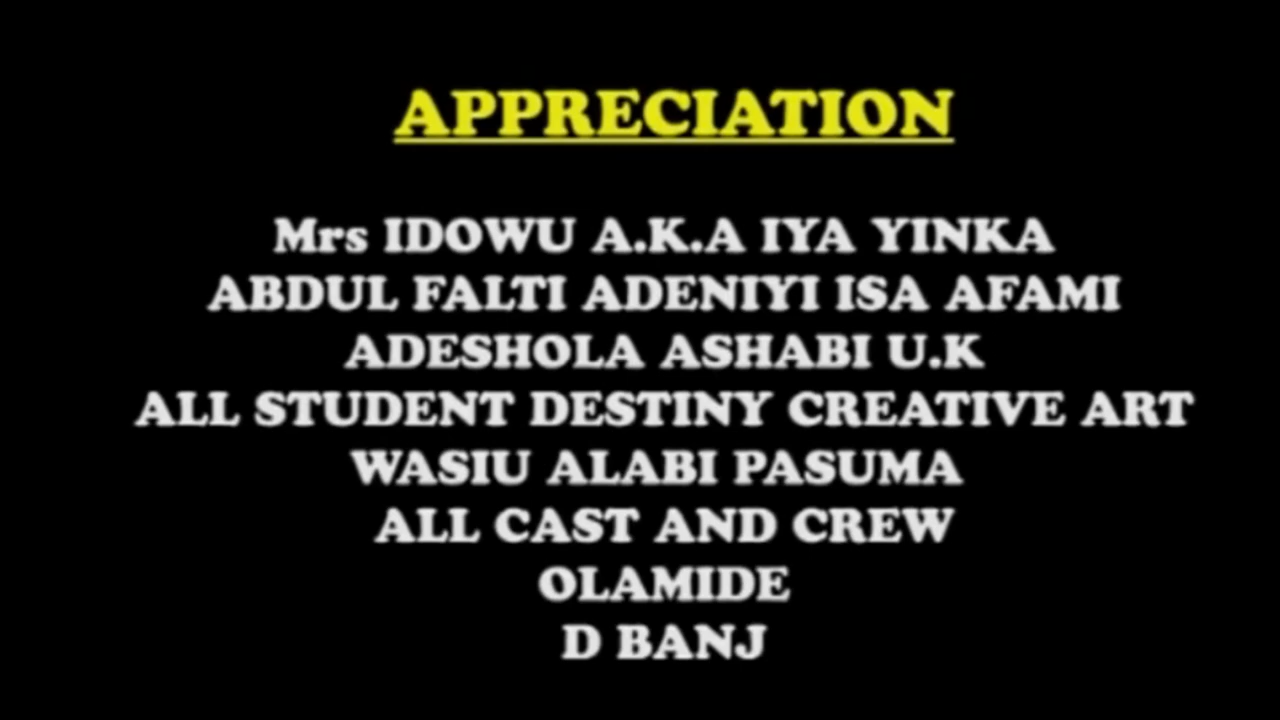 APPRECIATION
Mrs IDOWU A.K.A IYA YINKA
ABDUL FALTI ADENIYI ISA AFAMI
ADESHOLA ASHABI U.K
ALL STUDENT DESTINY CREATIVE ART
WASIU ALABI PASUMA
ALL CAST AND CREW
OLAMIDE
D BANJ